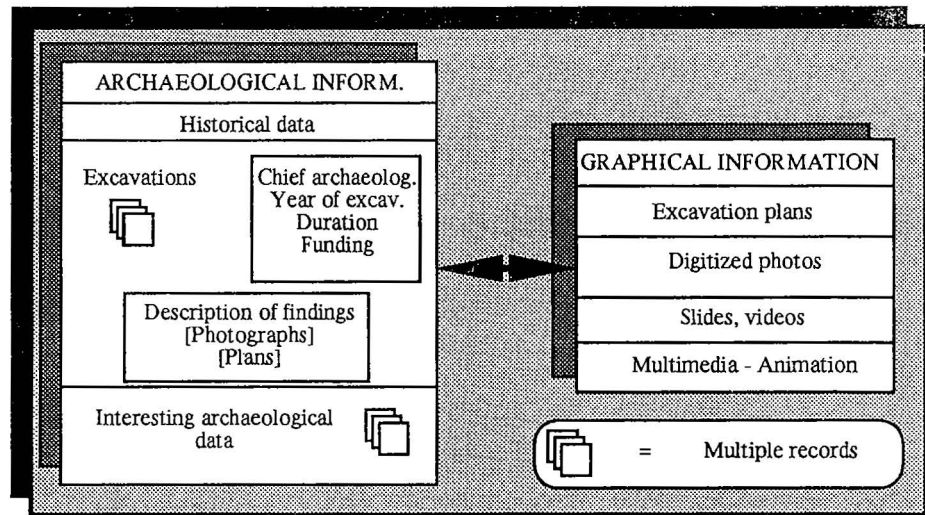 ARCHAEOLOGICAL INFORM.
Historical data
Excavations
Chief archaeolog.
Year of excav.
Duration
Funding
Description of findings
[Photographs]
[Plans]
Interesting archaeological
data
GRAPHICAL INFORMATION
Excavation plans
Digitized photos
Slides, videos
Multimedia - Animation
= Multiple records